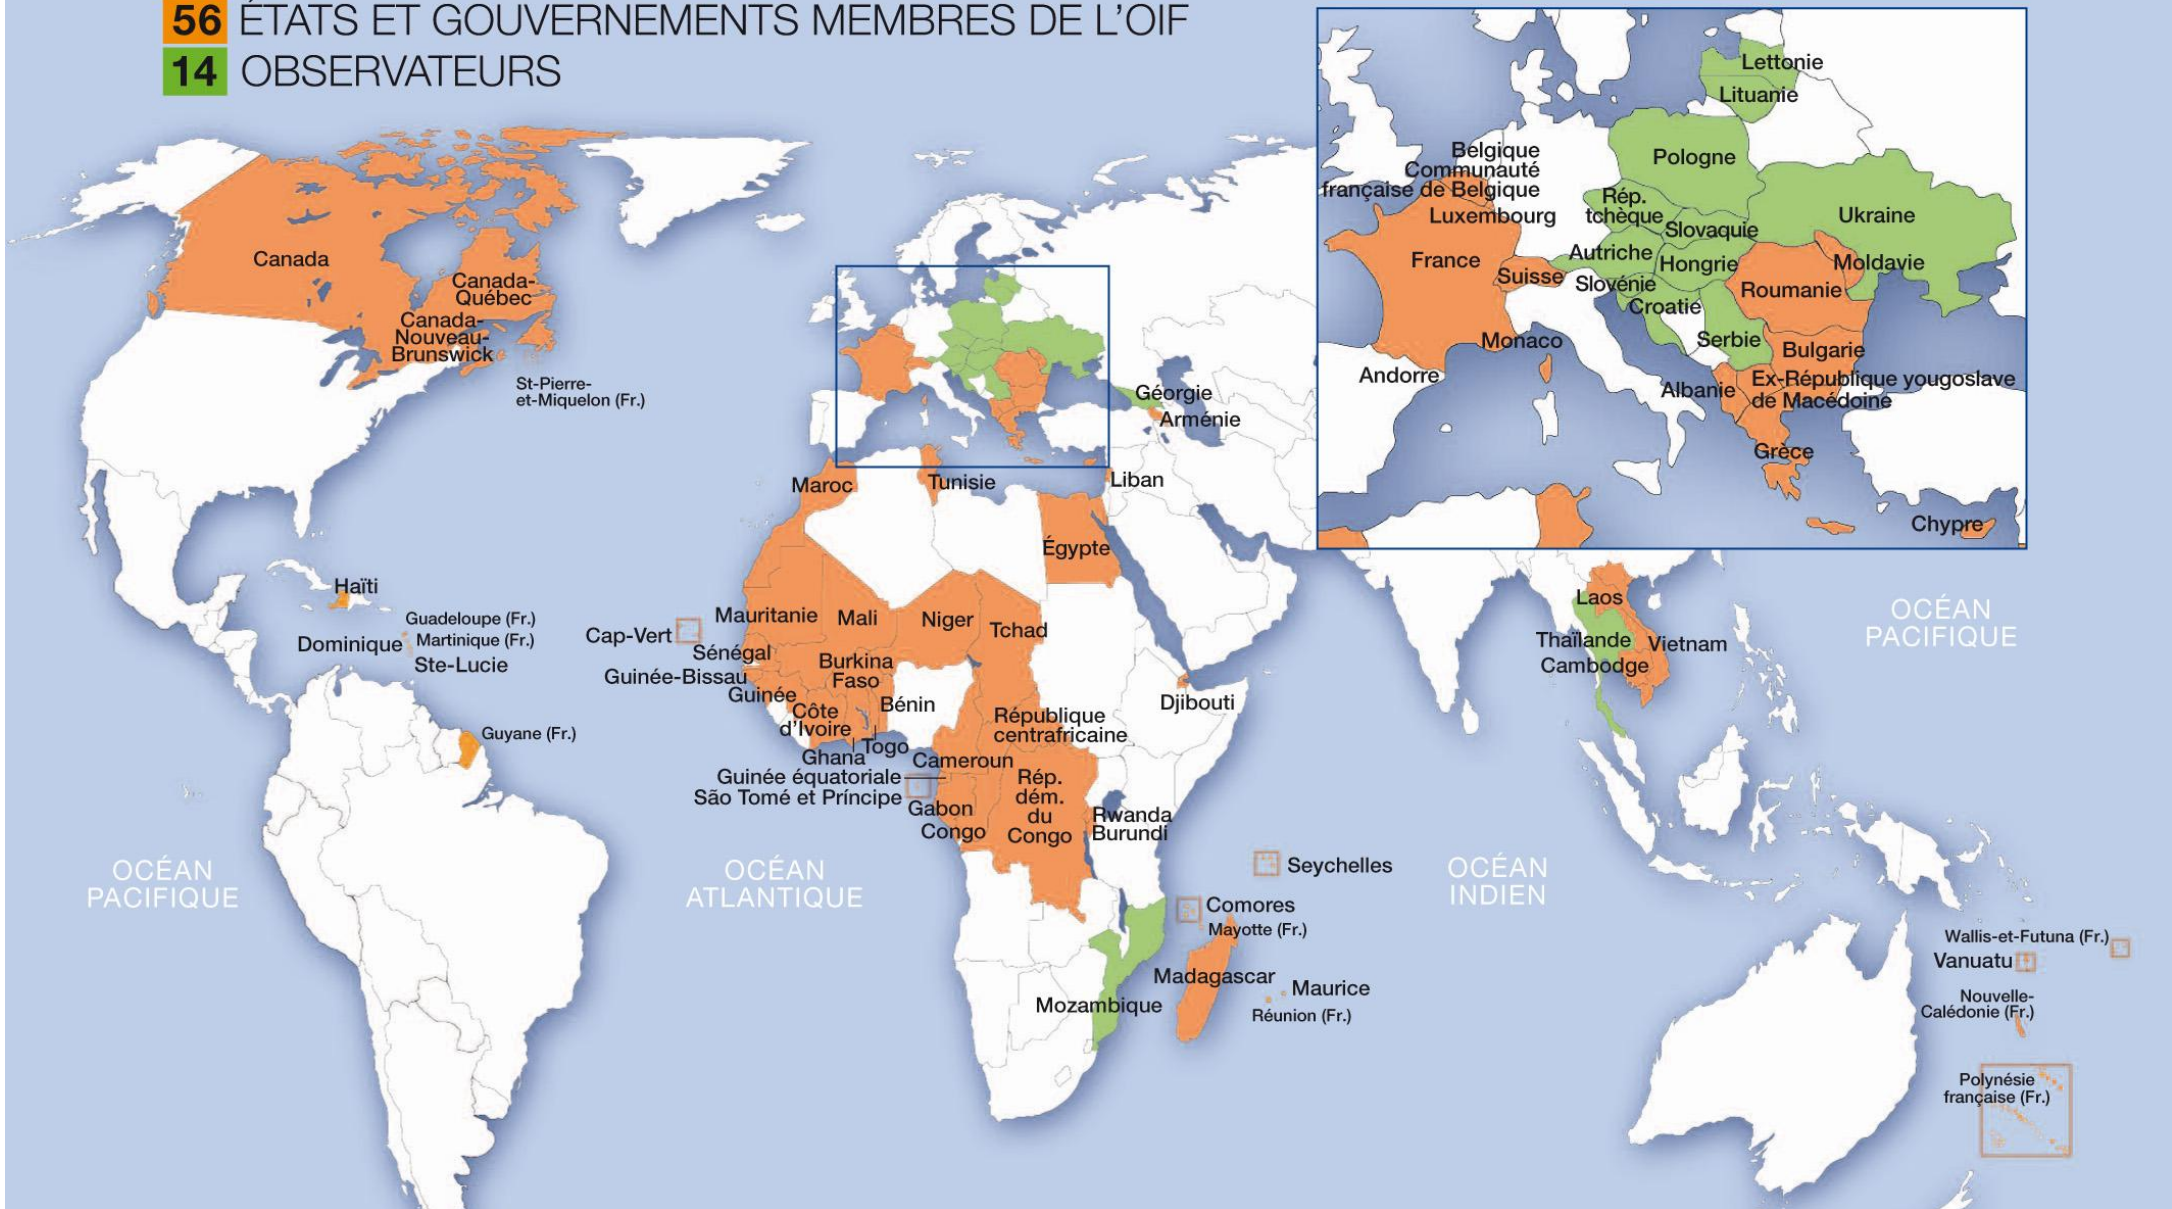 56 ÉTATS ET GOUVERNEMENTS MEMBRES DE L'OIF
14 OBSERVATEURS
Canada
Canada-
Québec
Canada-
Nouveau-
Brunswick
St-Pierre-
et-Miquelon (Fr.)
Haïti
Guadeloupe (Fr.)
Dominique
Martinique (Fr.)
Ste-Lucie
Guyane (Fr.)
OCÉAN
PACIFIQUE
OCÉAN
ATLANTIQUE
Géorgie
Arménie
Liban
Maroc
Tunisie
Égypte
Mauritanie
Mali
Niger
Tchad
Cap-Vert
Sénégal
Guinée-Bissau
Guinée
Burkina
Faso
Côte
d'Ivoire
Bénin
Togo
Ghana
Cameroun
République
centrafricaine
Djibouti
Guinée équatoriale
São Tomé et Príncipe
Gabon
Congo
Rép.
dém.
du
Congo
Rwanda
Burundi
Seychelles
Comores
Mayotte (Fr.)
Madagascar
Maurice
Réunion (Fr.)
Mozambique
OCÉAN
INDIEN
Lettonie
Lituanie
Belgique
Communauté
française de Belgique
Luxembourg
Pologne
Rép.
tchèque
Slovaquie
Ukraine
France
Suisse
Autriche
Hongrie
Slovénie
Croatie
Moldavie
Roumanie
Monaco
Serbie
Bulgarie
Andorre
Albanie
Ex-République yougoslave
de Macédoine
Grèce
Chypre
Laos
Thaïlande
Vietnam
Cambodge
OCÉAN
PACIFIQUE
Wallis-et-Futuna (Fr.)
Vanuatu
Nouvelle-
Calédonie (Fr.)
Polynésie
française (Fr.)